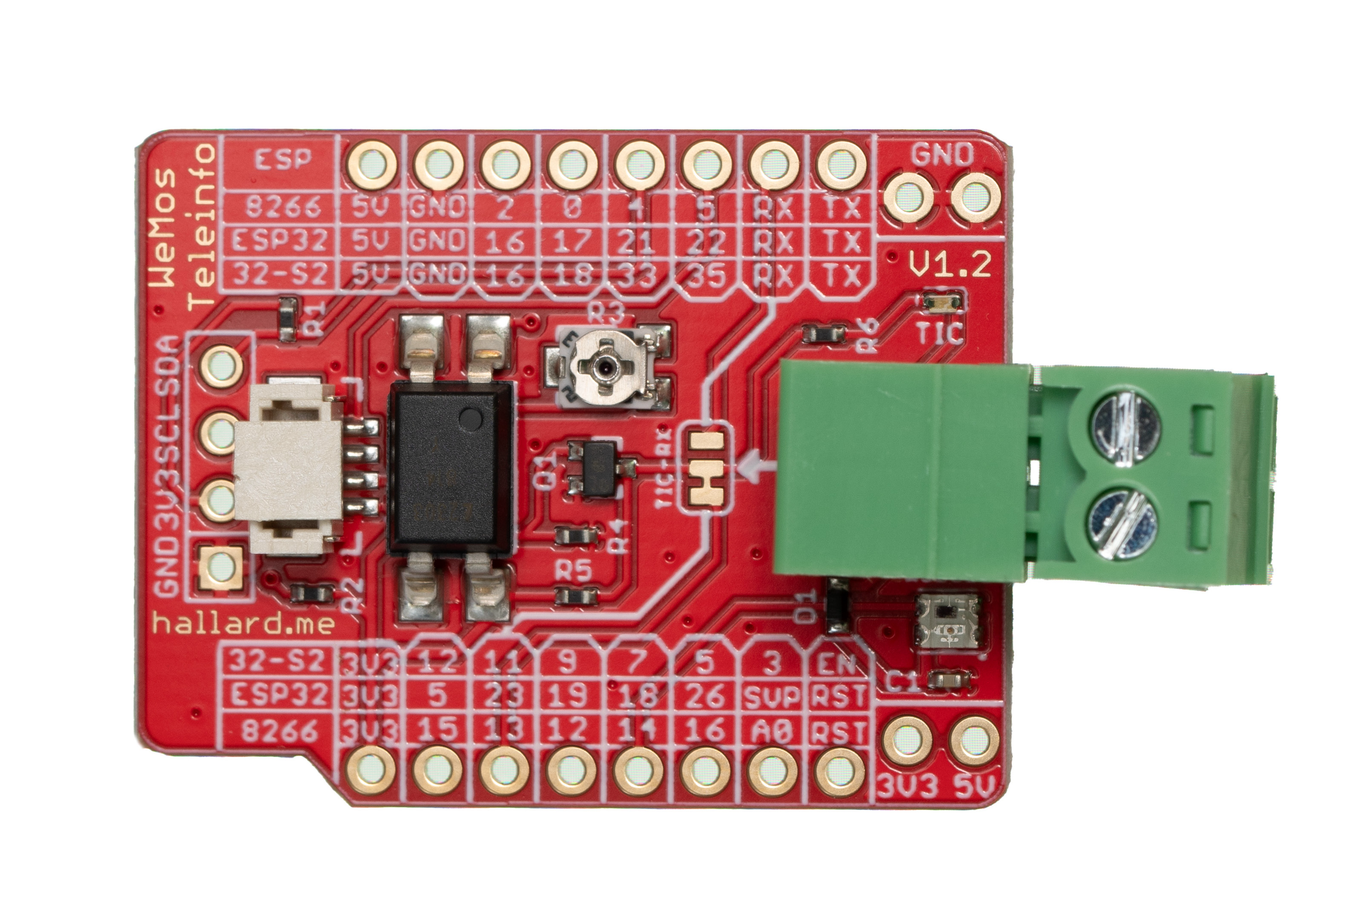 WeMos
Teleinfo
ESP
GND
8266 5V GND 2 0 4 5 RX TX
ESP32 5V GND 16 17 21 22 RX TX
32-S2 5V GND 16 18 33 35 RX TX
V1.2
R1
R3
R6
TIC
GND 3V3 SCL SDA
Q1
TIC-RX
R4
R5
R2
D1
hallard.me
32-S2 3V3 12 11 9 7 5 3 EN
ESP32 3V3 5 23 19 18 26 SVP RST
8266 3V3 15 13 12 14 16 A0 RST
C1
3V3 5V